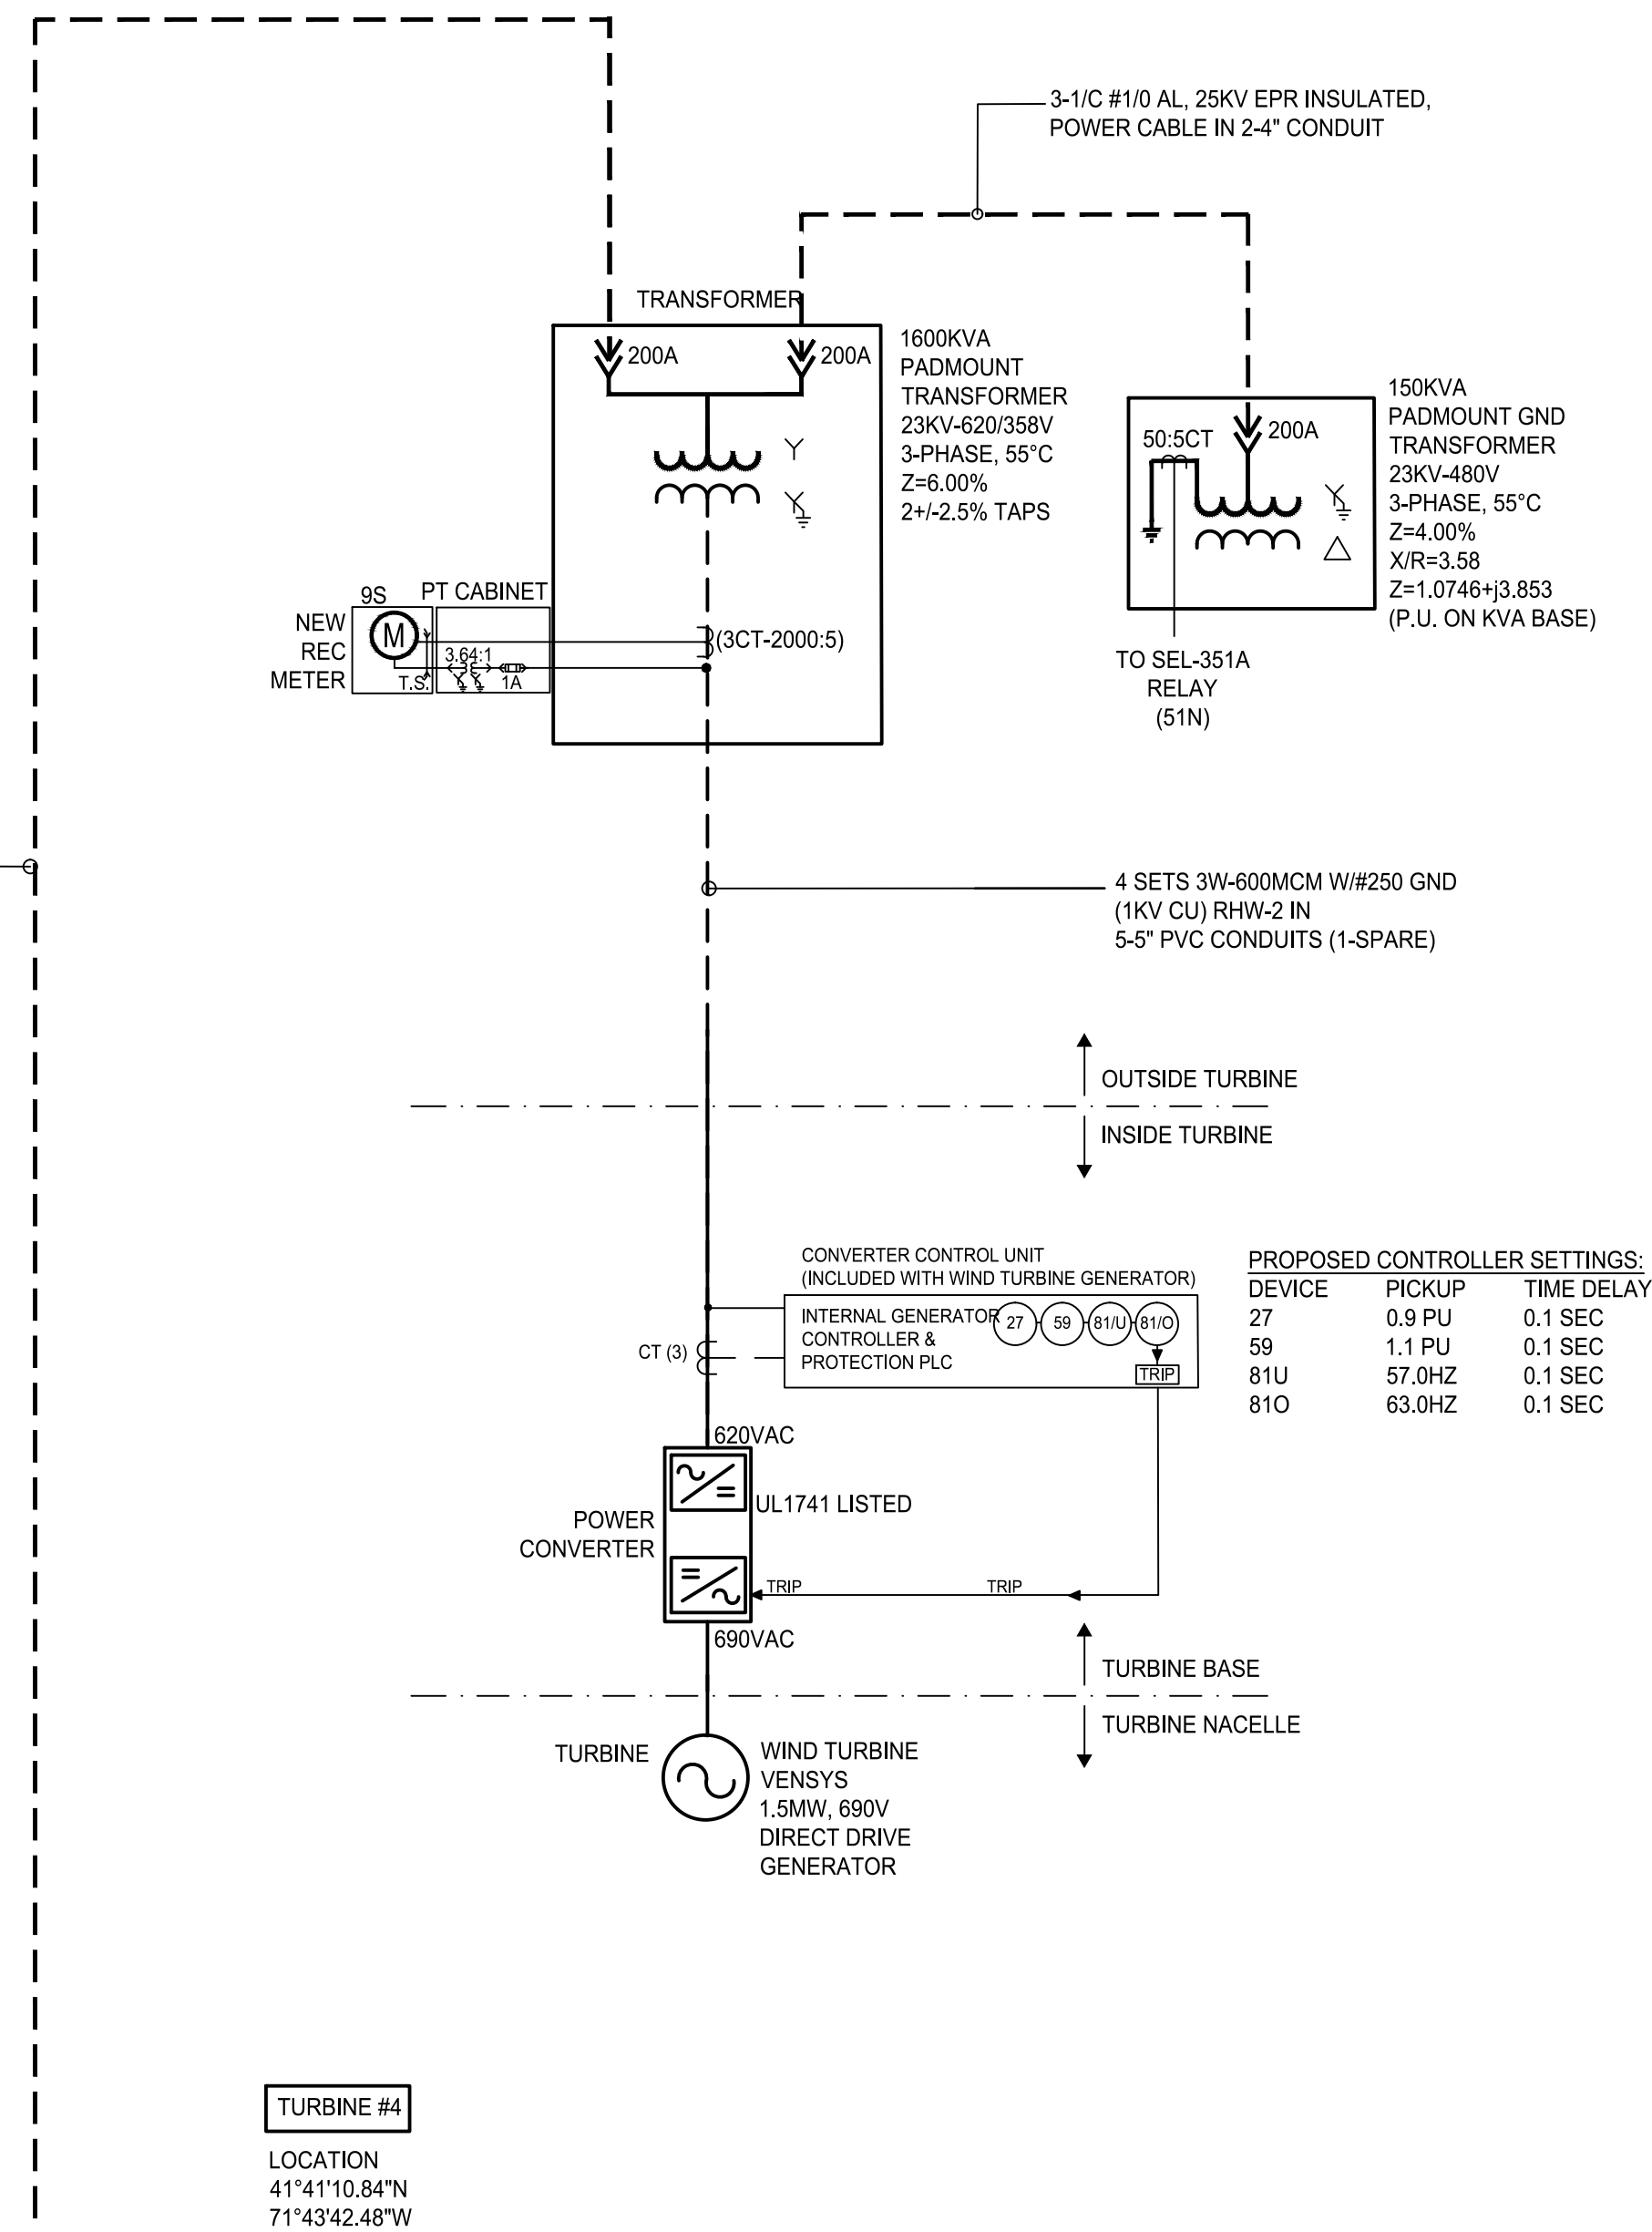 3-1/C #1/0 AL, 25KV EPR INSULATED,
POWER CABLE IN 2-4" CONDUIT
TRANSFORMER
200A
200A
1600KVA
PADMOUNT
TRANSFORMER
23KV-620/358V
3-PHASE, 55°C
Z=6.00%
2+/-2.5% TAPS
50:5CT
200A
150KVA
PADMOUNT GND
TRANSFORMER
23KV-480V
3-PHASE, 55°C
Z=4.00%
X/R=3.58
Z=1.0746+j3.853
(P.U. ON KVA BASE)
TO SEL-351A
RELAY
(51N)
9S
PT CABINET
NEW
REC
METER
M
T.S.
3.64:1
1A
(3CT-2000:5)
4 SETS 3W-600MCM W/#250 GND
(1KV CU) RHW-2 IN
5-5" PVC CONDUITS (1-SPARE)
OUTSIDE TURBINE
INSIDE TURBINE
CONVERTER CONTROL UNIT
(INCLUDED WITH WIND TURBINE GENERATOR)
INTERNAL GENERATOR
CONTROLLER &
PROTECTION PLC
27
59
81/U
81/O
TRIP
PROPOSED CONTROLLER SETTINGS:
DEVICE PICKUP TIME DELAY
27 0.9 PU 0.1 SEC
59 1.1 PU 0.1 SEC
81U 57.0HZ 0.1 SEC
81O 63.0HZ 0.1 SEC
CT (3)
620VAC
UL1741 LISTED
POWER
CONVERTER
TRIP
TRIP
690VAC
TURBINE BASE
TURBINE NACELLE
TURBINE
WIND TURBINE
VENSYS
1.5MW, 690V
DIRECT DRIVE
GENERATOR
TURBINE #4
LOCATION
41°41'10.84"N
71°43'42.48"W